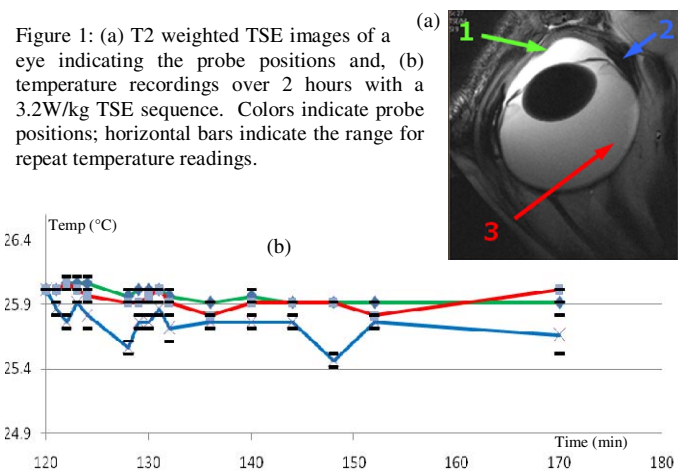 Figure 1: (a) T2 weighted TSE images of a
eye indicating the probe positions and, (b)
temperature recordings over 2 hours with a
3.2W/kg TSE sequence. Colors indicate probe
positions; horizontal bars indicate the range for
repeat temperature readings.
(a)
1
2
3
Temp (°C)
(b)
26.4
25.9
25.4
24.9
Time (min)
120 130 140 150 160 170 180